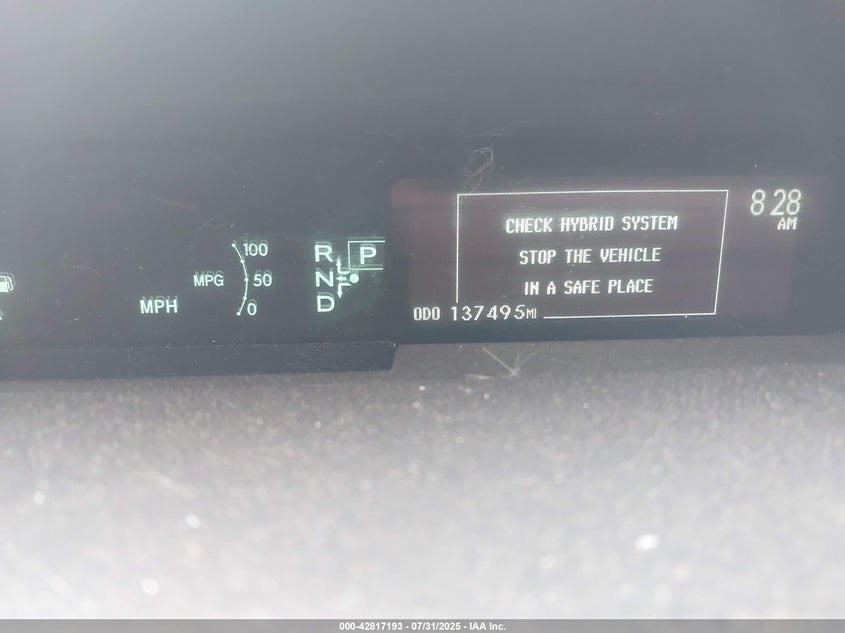 8 28
AM
CHECK HYBRID SYSTEM
STOP THE VEHICLE
IN A SAFE PLACE
ODO 137495 MI
R P
N
D
100
MPG 50
0
MPH
000-42817193 - 07/31/2025 - IAA Inc.